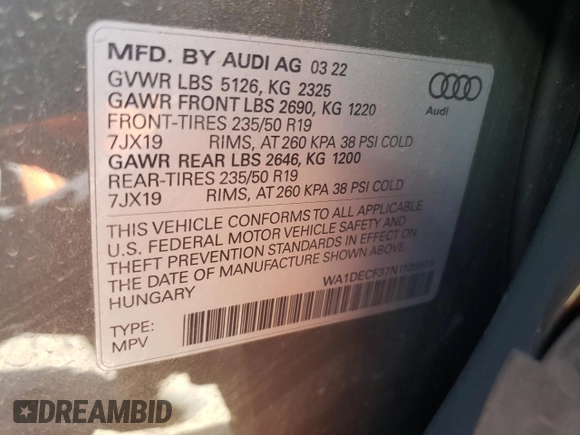 MFD. BY AUDI AG 03 22
GVWR LBS 5126, KG 2325
GAWR FRONT LBS 2690, KG 1220
FRONT-TIRES 235/50 R19
7JX19 RIMS, AT 260 KPA 38 PSI COLD
GAWR REAR LBS 2646, KG 1200
REAR-TIRES 235/50 R19
7JX19 RIMS, AT 260 KPA 38 PSI COLD
Audi
THIS VEHICLE CONFORMS TO ALL APPLICABLE
U.S. FEDERAL MOTOR VEHICLE SAFETY AND
THEFT PREVENTION STANDARDS IN EFFECT ON
THE DATE OF MANUFACTURE SHOWN ABOVE.
HUNGARY
TYPE:
MPV
DREAMBID